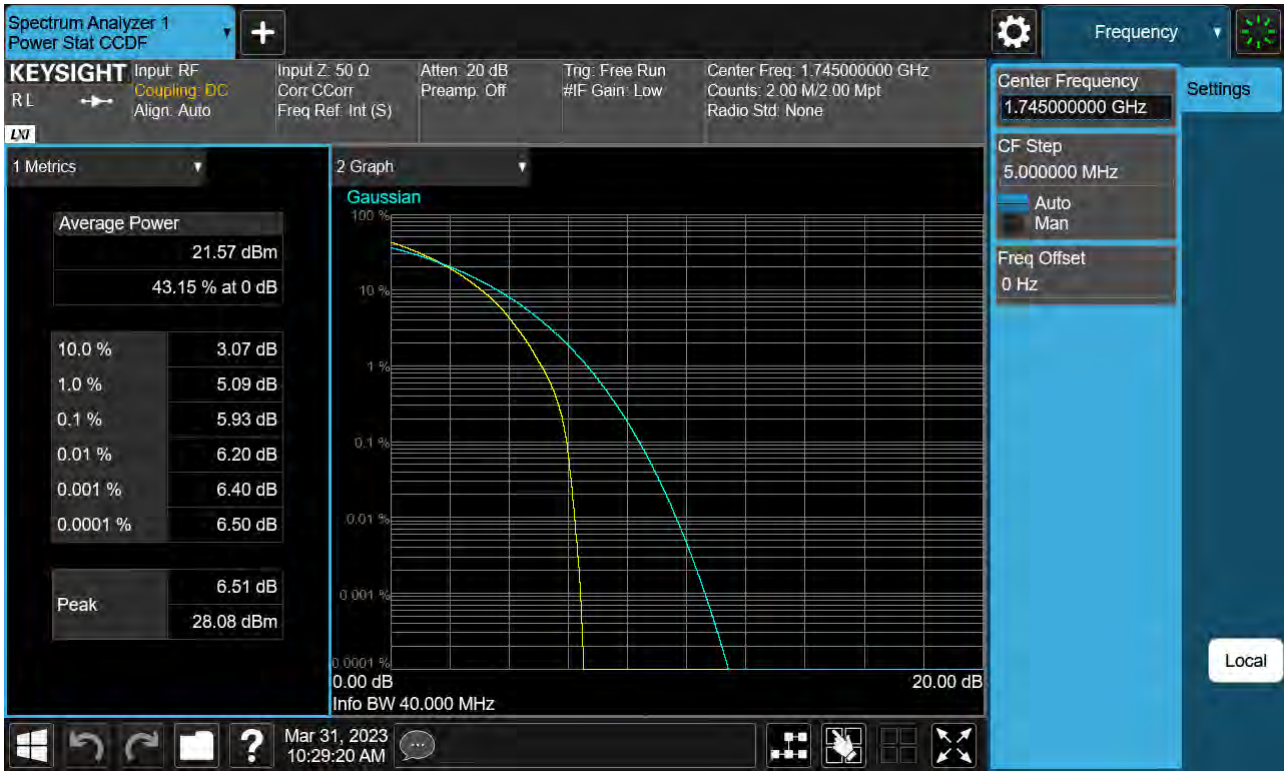 Spectrum Analyzer 1
Power Stat CCDF
+
Frequency
KEYSIGHT
RL
LXI
Input: RF
Coupling: DC
Align: Auto
Input Z: 50 Ω
Corr CCorr
Freq Ref: Int (S)
Atten: 20 dB
Preamp: Off
Trig: Free Run
#IF Gain: Low
Center Freq: 1.745000000 GHz
Counts: 2.00 M/2.00 Mpt
Radio Std: None
Center Frequency
1.745000000 GHz
Settings
CF Step
5.000000 MHz
Auto
Man
Freq Offset
0 Hz
1 Metrics
Average Power
21.57 dBm
43.15 % at 0 dB
10.0 % 3.07 dB
1.0 % 5.09 dB
0.1 % 5.93 dB
0.01 % 6.20 dB
0.001 % 6.40 dB
0.0001 % 6.50 dB
Peak
6.51 dB
28.08 dBm
2 Graph
Gaussian
100 %
10 %
1 %
0.1 %
0.01 %
0.001 %
0.0001 %
0.00 dB 20.00 dB
Info BW 40.000 MHz
Local
?
Mar 31, 2023
10:29:20 AM